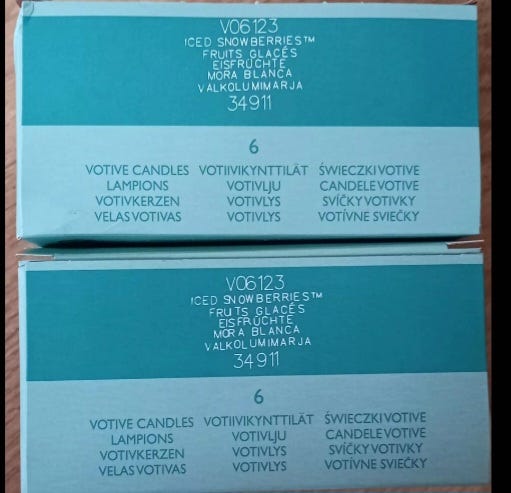 V06123
ICED SNOWBERRIES™
FRUITS GLACÉS
EISFRÜCHTE
MORA BLANCA
VALKOLUMIMARJA
34911
6
VOTIVE CANDLES VOTIIVIKYNTTILÄT ŚWIECZKI VOTIVE
LAMPIONS VOTIVLJU CANDELE VOTIVE
VOTIVKERZEN VOTIVLYS SVÍČKY VOTIVKY
VELAS VOTIVAS VOTIVLYS VOTÍVNE SVIEČKY
V06123
ICED SNOWBERRIES™
FRUITS GLACÉS
EISFRÜCHTE
MORA BLANCA
VALKOLUMIMARJA
34911
6
VOTIVE CANDLES VOTIIVIKYNTTILÄT ŚWIECZKI VOTIVE
LAMPIONS VOTIVLJU CANDELE VOTIVE
VOTIVKERZEN VOTIVLYS SVÍČKY VOTIVKY
VELAS VOTIVAS VOTIVLYS VOTÍVNE SVIEČKY